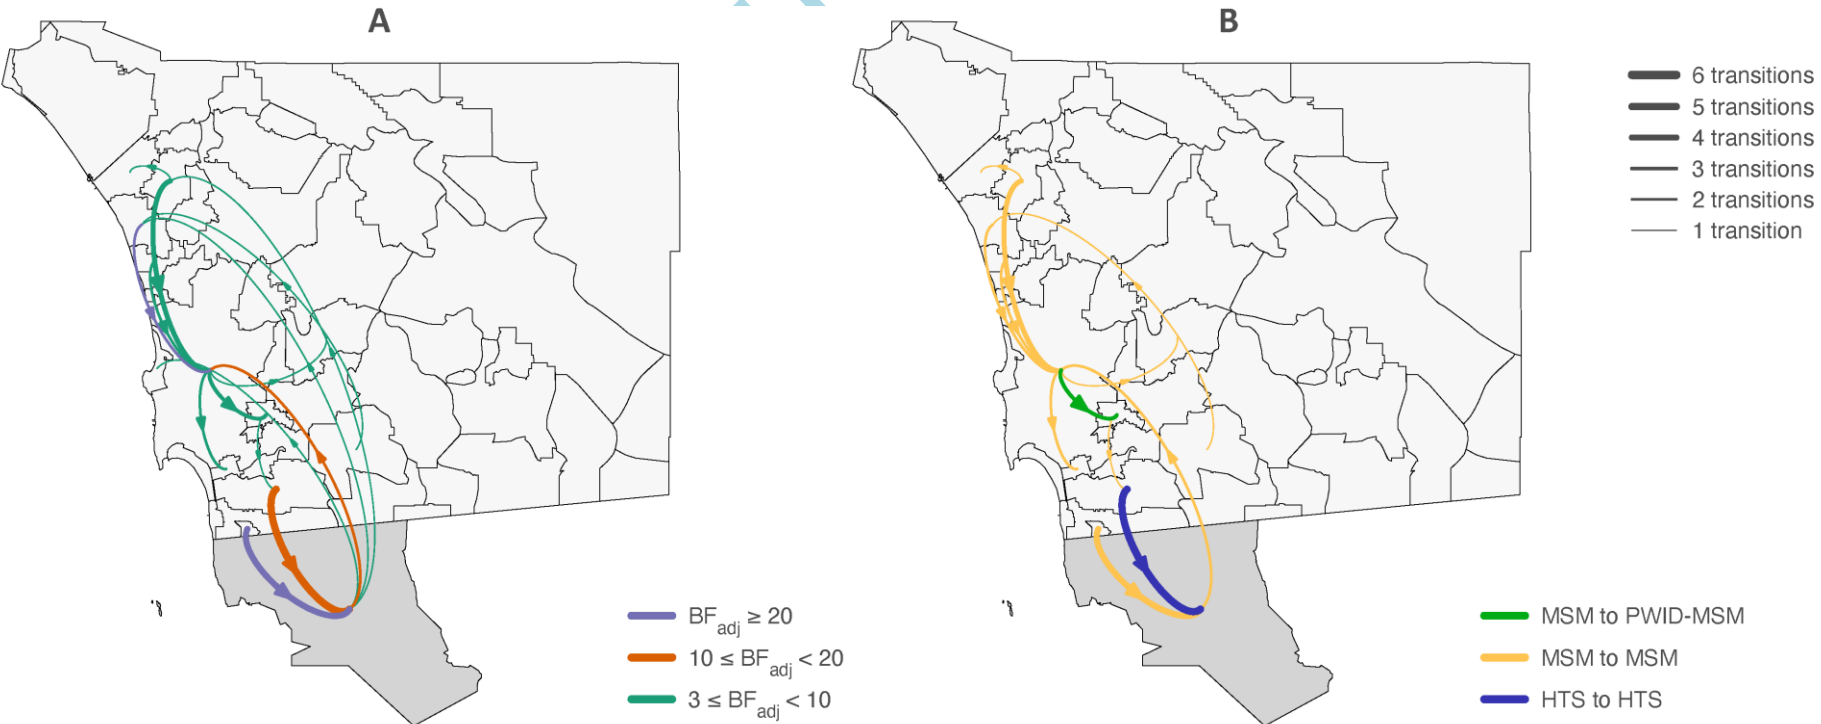 A
B
6 transitions
5 transitions
4 transitions
3 transitions
2 transitions
1 transition
BFadj ≥ 20
10 ≤ BFadj < 20
3 ≤ BFadj < 10
MSM to PWID-MSM
MSM to MSM
HTS to HTS